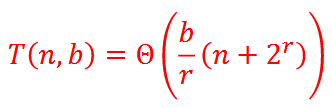 T(n, b) = Θ(b/r (n + 2^r))